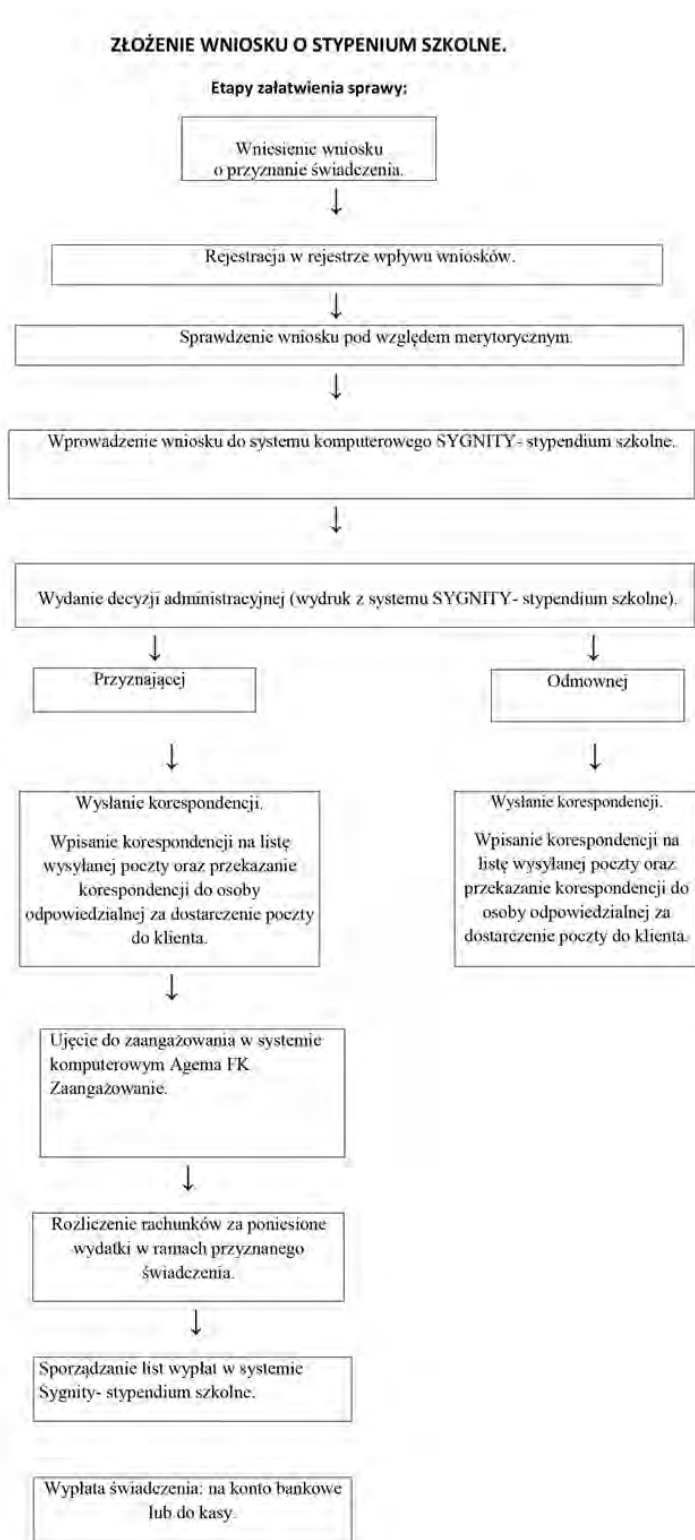 ZŁOŻENIE WNIOSKU O STYPENIUM SZKOLNE.
Etapy załatwienia sprawy:
Wniesienie wniosku
o przyznanie świadczenia.
↓
Rejestracja w rejestrze wpływu wniosków.
↓
Sprawdzenie wniosku pod względem merytorycznym.
↓
Wprowadzenie wniosku do systemu komputerowego SYGNITY- stypendium szkolne.
↓
Wydanie decyzji administracyjnej (wydruk z systemu SYGNITY- stypendium szkolne).
↓ ↓
Przyznającej
Odmownej
↓ ↓
Wysłanie korespondencji.
Wpisanie korespondencji na listę
wysyłanej poczty oraz przekazanie
korespondencji do osoby
odpowiedzialnej za dostarczenie poczty
do klienta.
Wysłanie korespondencji.
Wpisanie korespondencji na
listę wysyłanej poczty oraz
przekazanie korespondencji do
osoby odpowiedzialnej za
dostarczenie poczty do klienta.
↓
Ujęcie do zaangażowania w systemie
komputerowym Agema FK
Zaangażowanie.
↓
Rozliczenie rachunków za poniesione
wydatki w ramach przyznanego
świadczenia.
↓
Sporządzanie list wypłat w systemie
Sygnity- stypendium szkolne.
Wypłata świadczenia: na konto bankowe
lub do kasy.